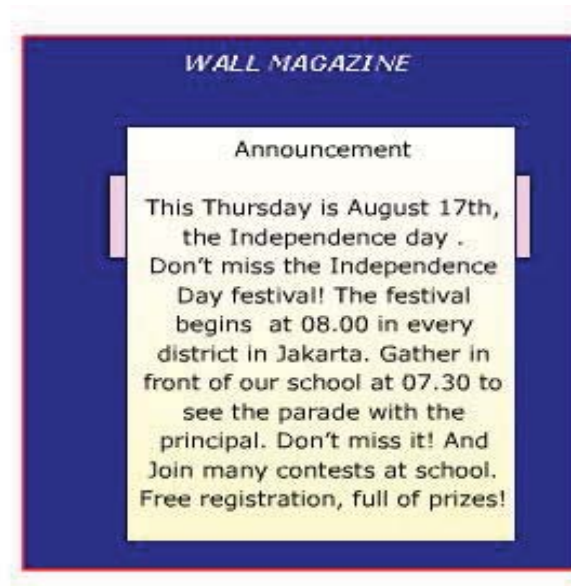 WALL MAGAZINE
Announcement
This Thursday is August 17th,
the Independence day .
Don't miss the Independence
Day festival! The festival
begins at 08.00 in every
district in Jakarta. Gather in
front of our school at 07.30 to
see the parade with the
principal. Don't miss it! And
Join many contests at school.
Free registration, full of prizes!